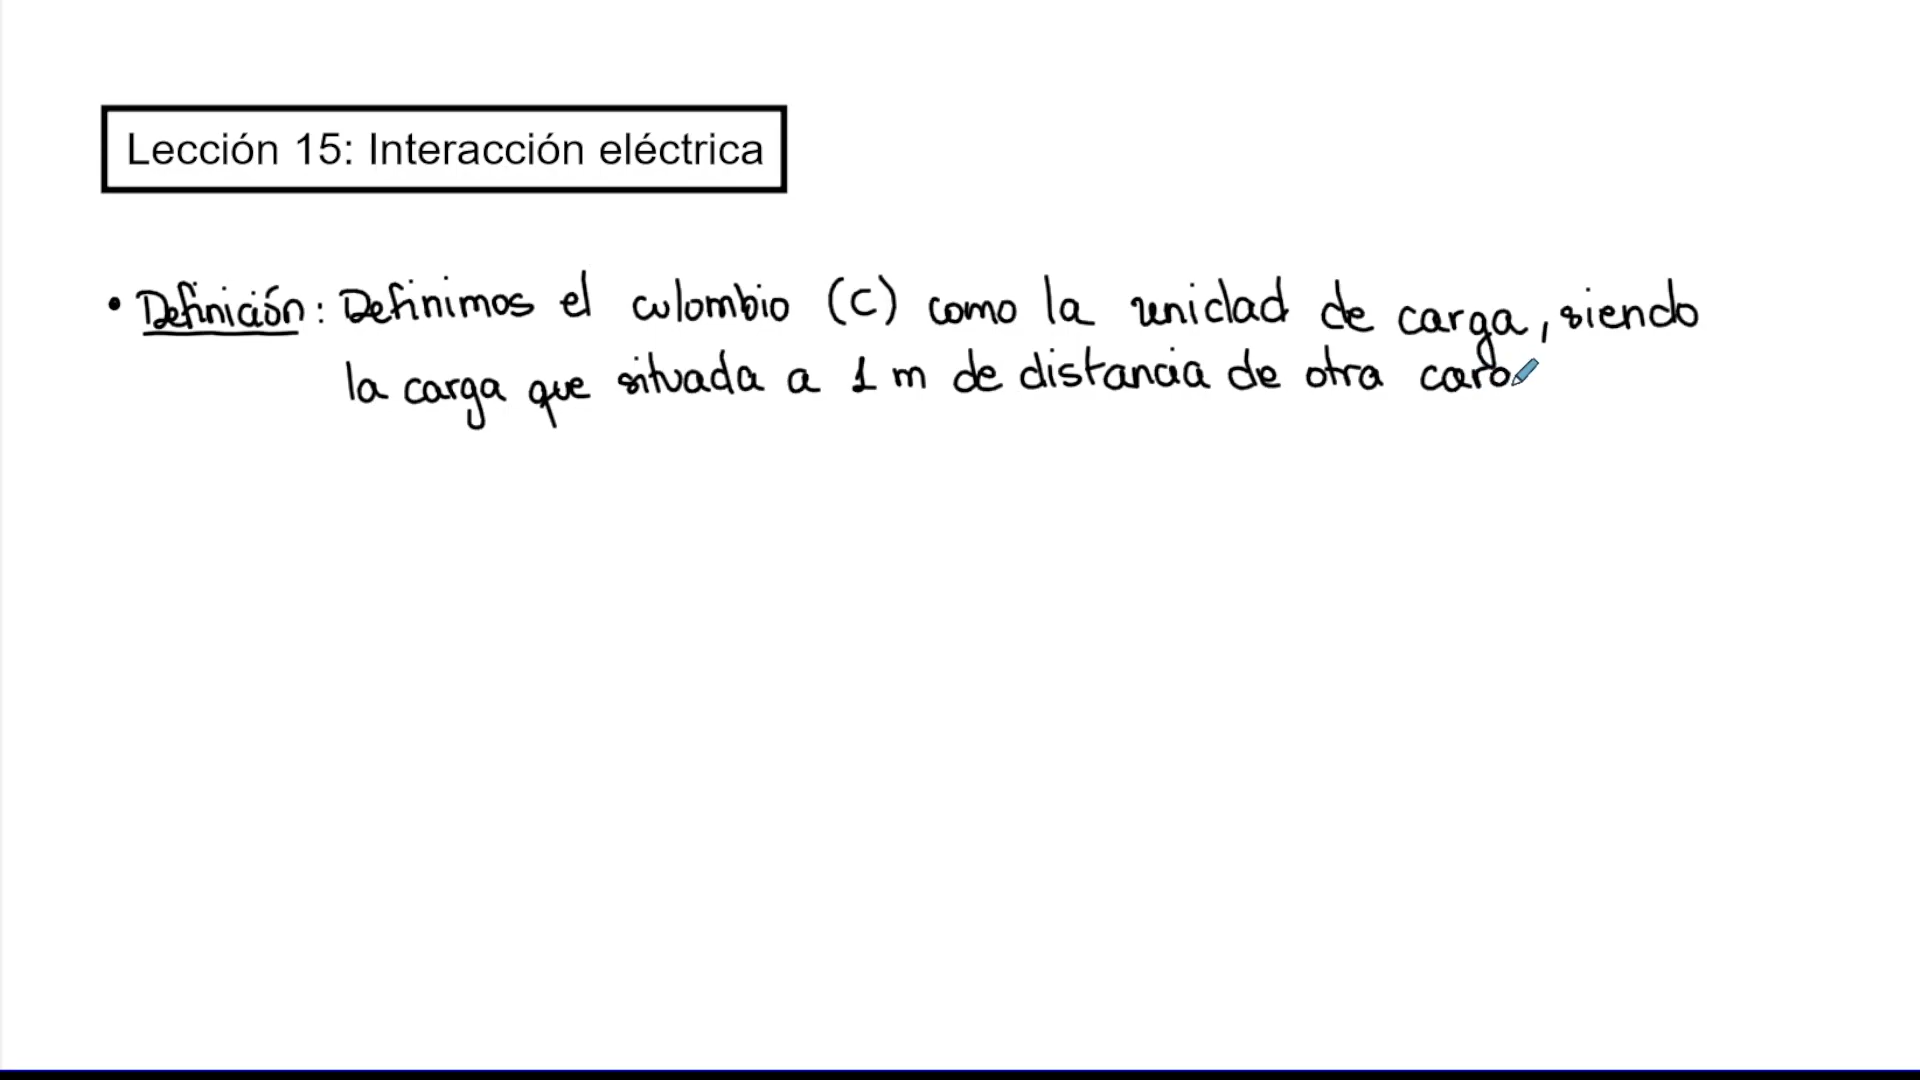 Lección 15: Interacción eléctrica
• Definición: Definimos el culombio (C) como la unidad de carga, siendo
la carga que situada a 1 m de distancia de otra